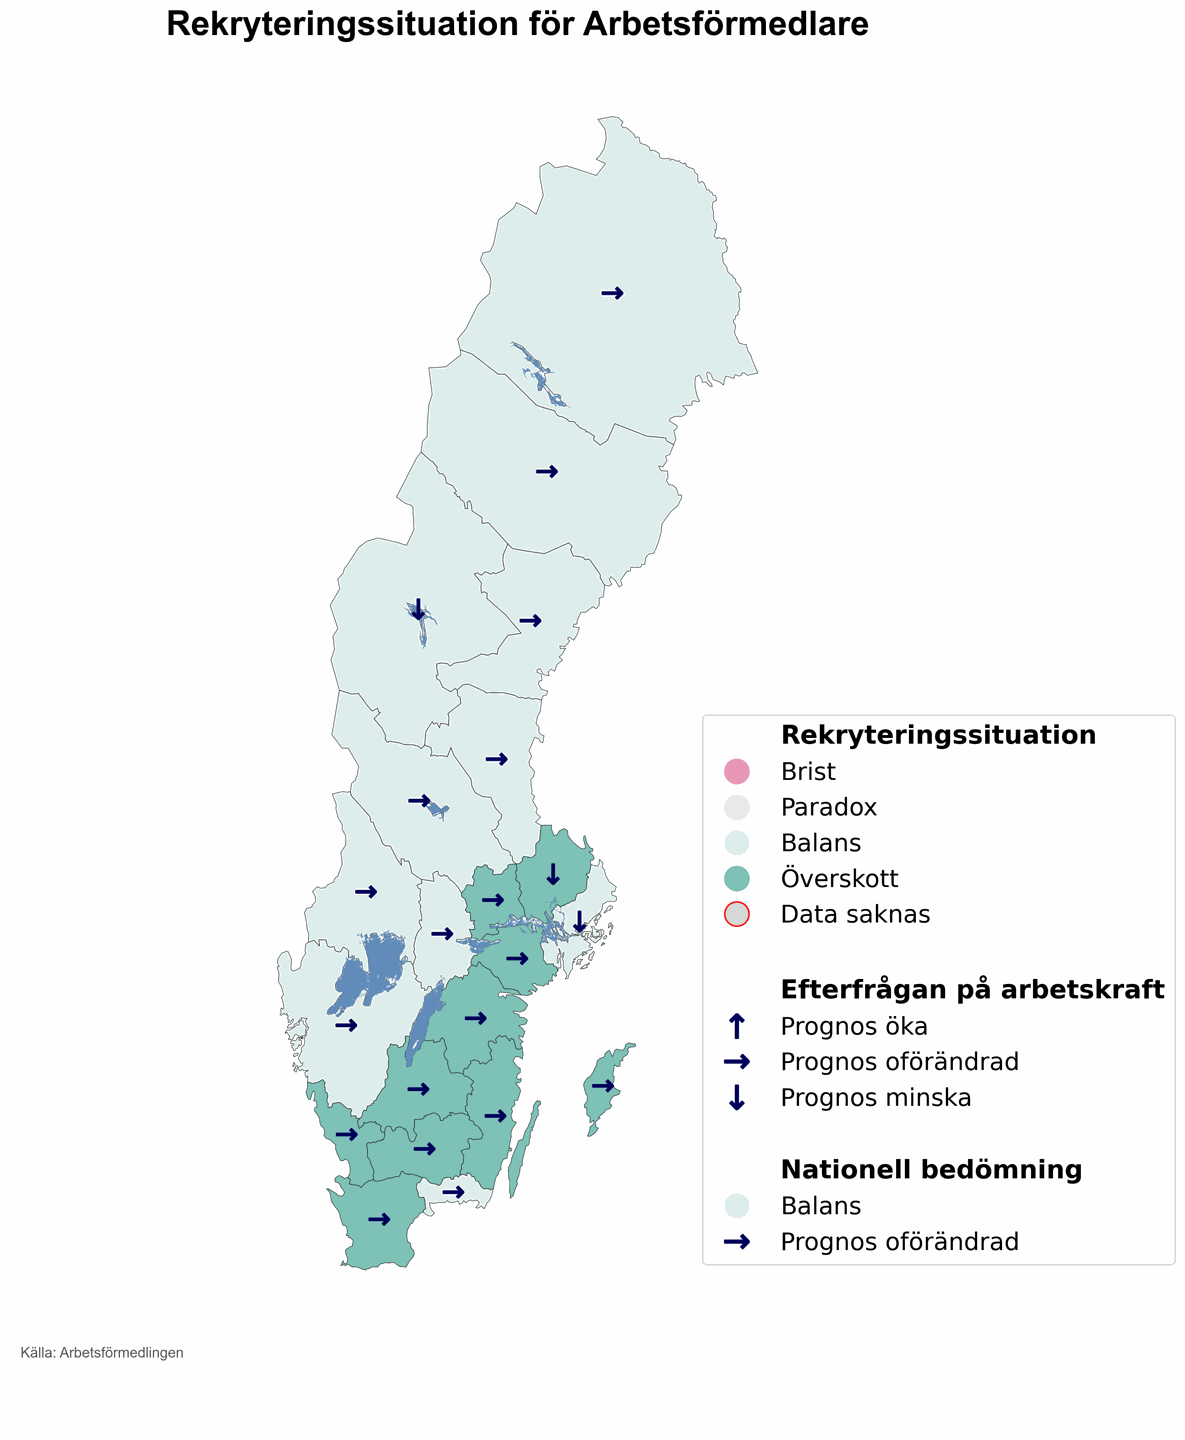 Rekryteringssituation för Arbetsförmedlare
Rekryteringssituation
Brist
Paradox
Balans
Överskott
Data saknas
Efterfrågan på arbetskraft
Prognos öka
Prognos oförändrad
Prognos minska
Nationell bedömning
Balans
Prognos oförändrad
Källa: Arbetsförmedlingen